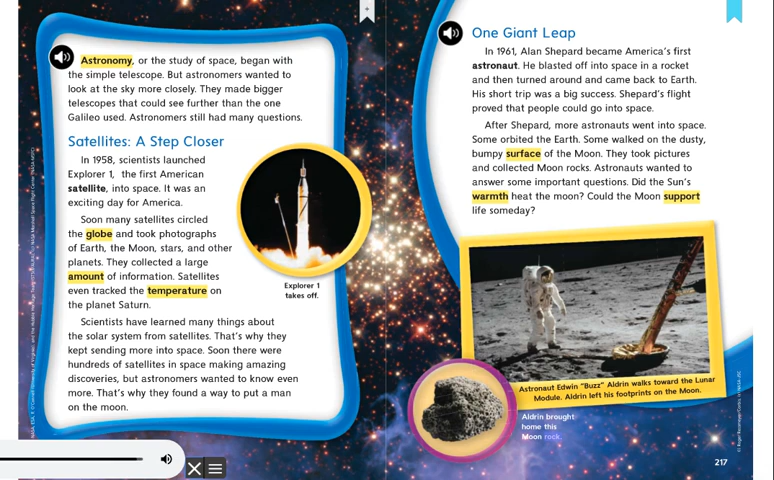 Astronomy, or the study of space, began with
the simple telescope. But astronomers wanted to
look at the sky more closely. They made bigger
telescopes that could see further than the one
Galileo used. Astronomers still had many questions.
Satellites: A Step Closer
In 1958, scientists launched
Explorer 1, the first American
satellite, into space. It was an
exciting day for America.
Soon many satellites circled
the globe and took photographs
of Earth, the Moon, stars, and other
planets. They collected a large
amount of information. Satellites
even tracked the temperature on
the planet Saturn.
Explorer 1
takes off.
Scientists have learned many things about
the solar system from satellites. That's why they
kept sending more into space. Soon there were
hundreds of satellites in space making amazing
discoveries, but astronomers wanted to know even
more. That's why they found a way to put a man
on the moon.
One Giant Leap
In 1961, Alan Shepard became America's first
astronaut. He blasted off into space in a rocket
and then turned around and came back to Earth.
His short trip was a big success. Shepard's flight
proved that people could go into space.
After Shepard, more astronauts went into space.
Some orbited the Earth. Some walked on the dusty,
bumpy surface of the Moon. They took pictures
and collected Moon rocks. Astronauts wanted to
answer some important questions. Did the Sun's
warmth heat the moon? Could the Moon support
life someday?
Astronaut Edwin "Buzz" Aldrin walks toward the Lunar
Module. Aldrin left his footprints on the Moon.
Aldrin brought
home this
Moon rock.
217